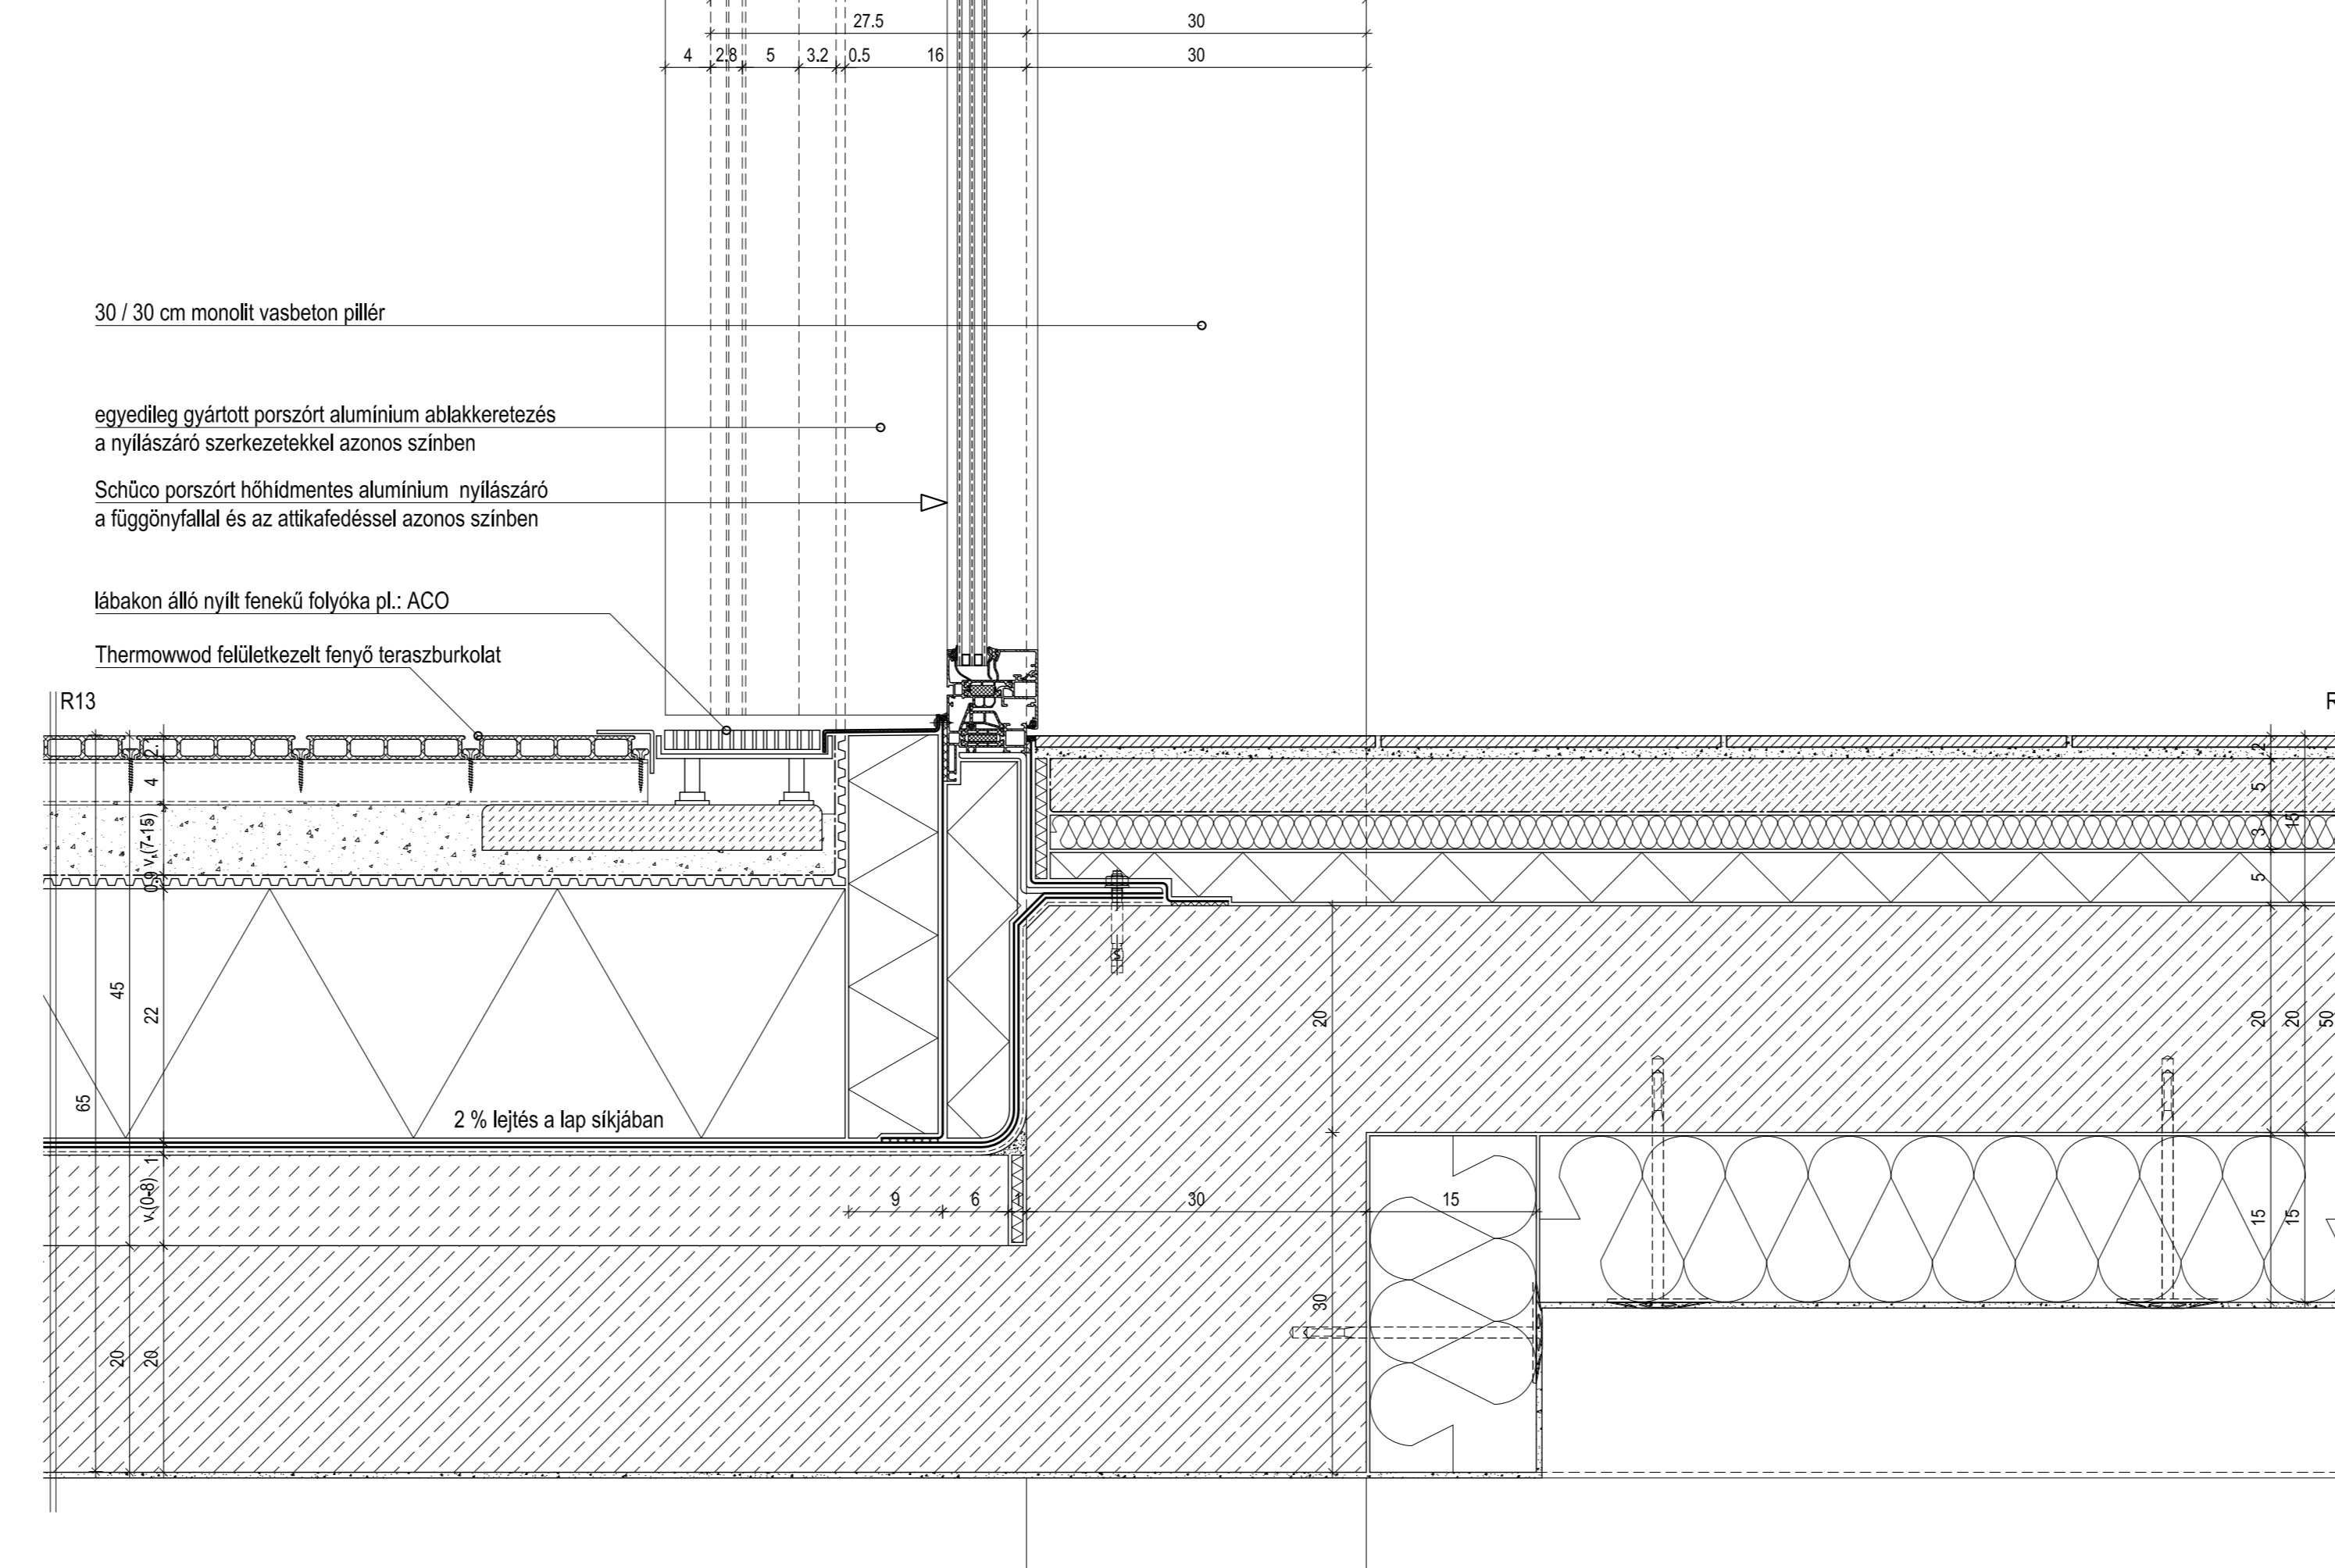 27.5 30
4 2.8 5 3.2 0.5 16 30
30 / 30 cm monolit vasbeton pillér
egyedileg gyártott porszórt alumínium ablakkeretezés
a nyílászáró szerkezetekkel azonos színben
Schüco porszórt hőhídmentes alumínium nyílászáró
a függönyfallal és az attikafedéssel azonos színben
lábakon álló nyílt fenekű folyóka pl.: ACO
Thermowwod felületkezelt fenyő teraszburkolat
R13
R
2
4
5
v.(7-15)
3
15
0.9
5
45
22
20
20
20
50
65
2 % lejtés a lap síkjában
1
v.(0-8)
9 6 1 30 15
15
15
30
20
20